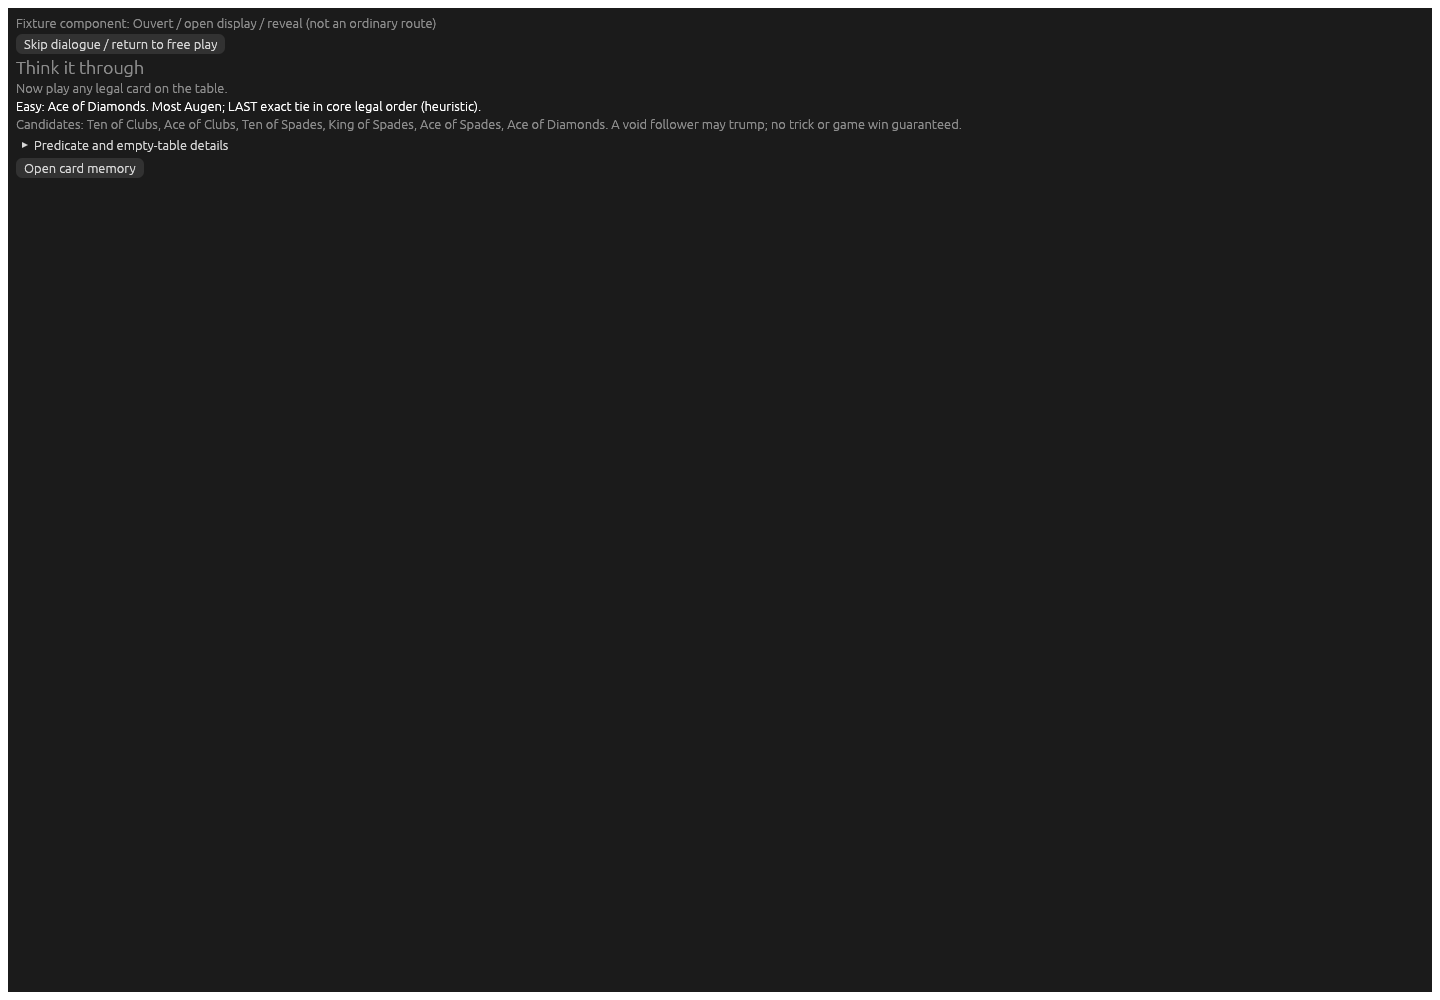 Fixture component: Ouvert / open display / reveal (not an ordinary route)
Skip dialogue / return to free play
Think it through
Now play any legal card on the table.
Easy: Ace of Diamonds. Most Augen; LAST exact tie in core legal order (heuristic).
Candidates: Ten of Clubs, Ace of Clubs, Ten of Spades, King of Spades, Ace of Spades, Ace of Diamonds. A void follower may trump; no trick or game win guaranteed.
Predicate and empty-table details
Open card memory